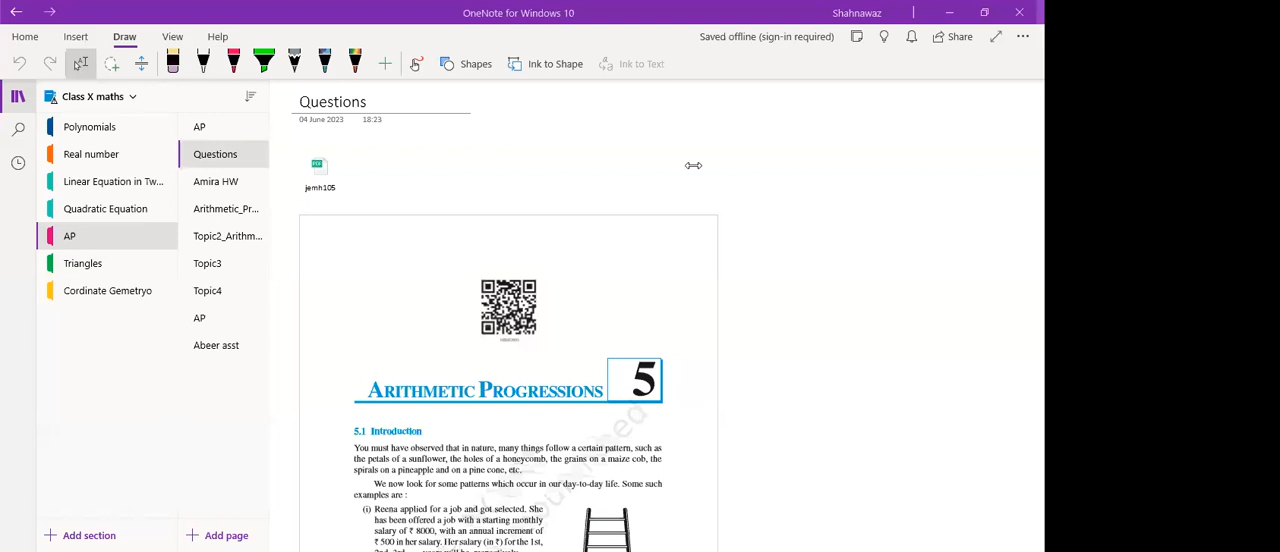 OneNote for Windows 10
Shahnawaz
Home
Insert
Draw
View
Help
Saved offline (sign-in required)
Share
Shapes
Ink to Shape
Ink to Text
Class X maths
Polynomials
Real number
Linear Equation in Tw...
Quadratic Equation
AP
Triangles
Cordinate Gemetryo
Add section
AP
Questions
Amira HW
Arithmetic_Pr...
Topic2_Arithm...
Topic3
Topic4
AP
Abeer asst
Add page
Questions
04 June 2023 18:23
PDF
jemh105
ARITHMETIC PROGRESSIONS 5
5.1 Introduction
You must have observed that in nature, many things follow a certain pattern, such as
the petals of a sunflower, the holes of a honeycomb, the grains on a maize cob, the
spirals on a pineapple and on a pine cone, etc.
We now look for some patterns which occur in our day-to-day life. Some such
examples are :
(i) Reena applied for a job and got selected. She
has been offered a job with a starting monthly
salary of ₹ 8000, with an annual increment of
₹ 500 in her salary. Her salary (in ₹) for the 1st,
2nd, 3rd, . . . years will be, respectively